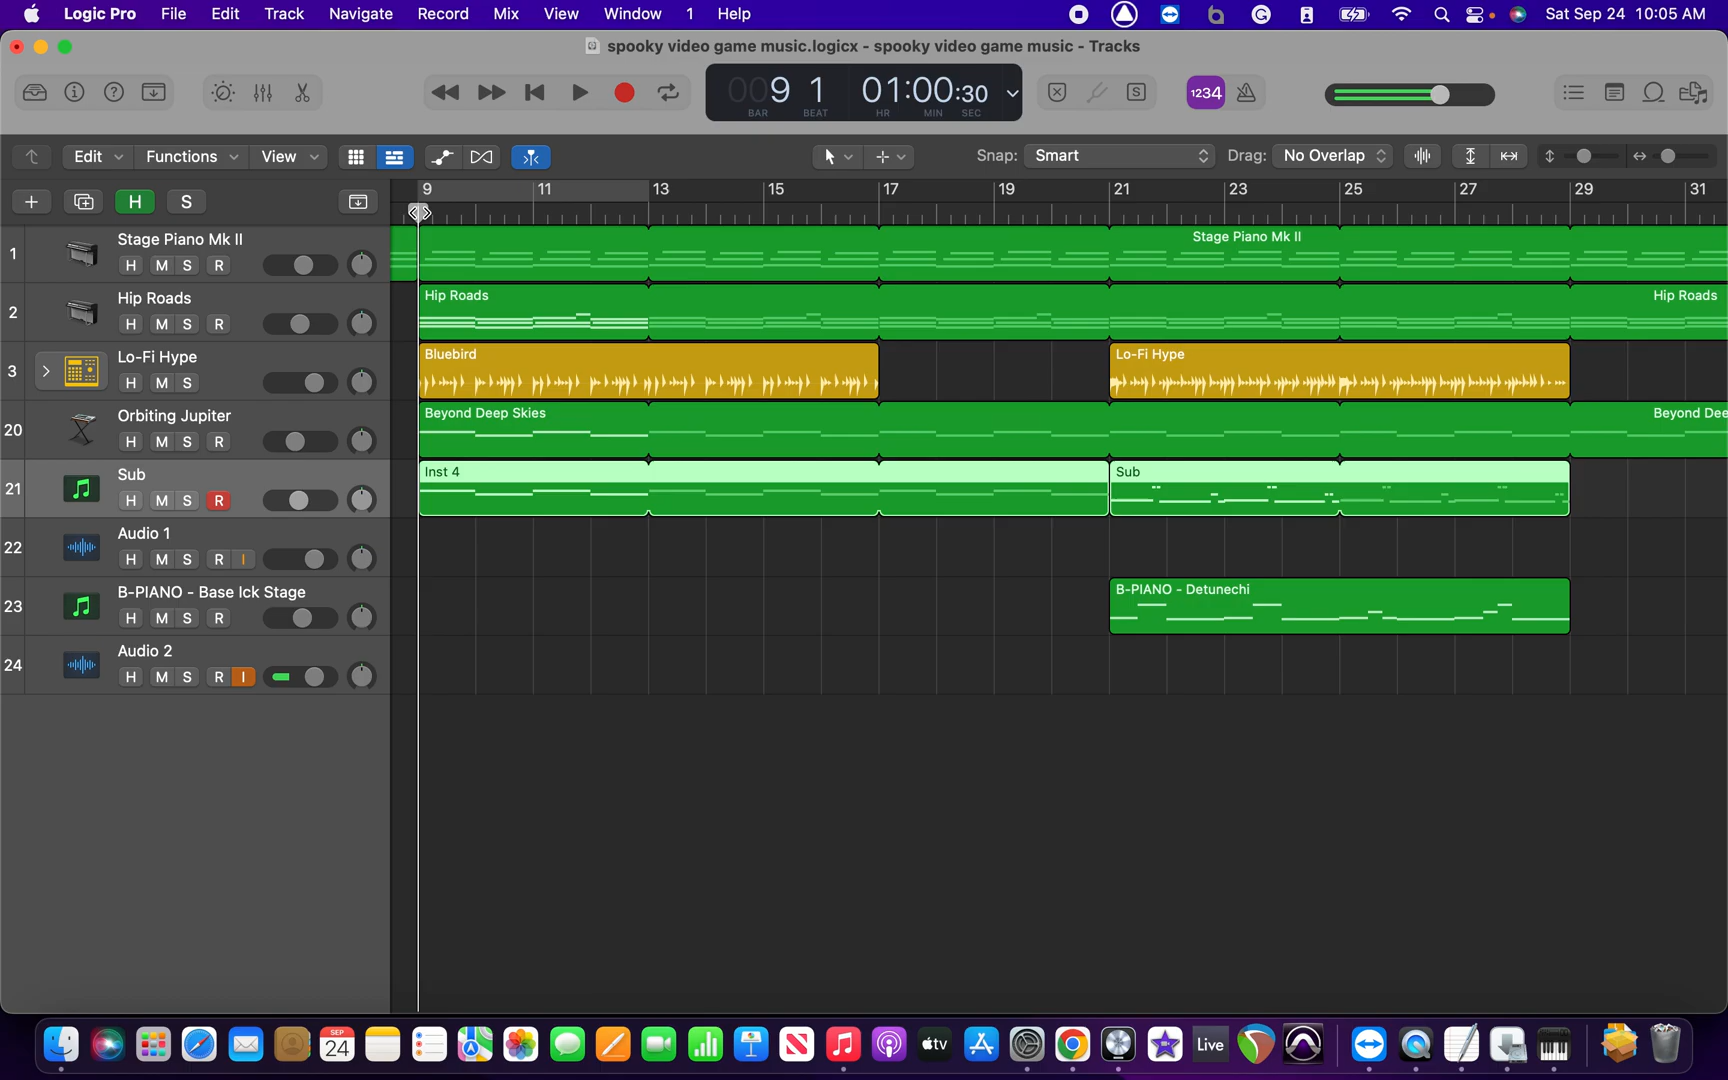 Logic Pro File Edit Track Navigate Record Mix View Window 1 Help Sat Sep 24 10:05 AM
spooky video game music.logicx - spooky video game music - Tracks
009 1 01:00:30
BAR BEAT HR MIN SEC
1234
Edit Functions View Snap: Smart Drag: No Overlap
H S 9 11 13 15 17 19 21 23 25 27 29 31
1 Stage Piano Mk II Stage Piano Mk II
H M S R
2 Hip Roads Hip Roads Hip Roads
H M S R
3 Lo-Fi Hype Bluebird Lo-Fi Hype
H M S
20 Orbiting Jupiter Beyond Deep Skies Beyond Dee
H M S R
21 Sub Inst 4 Sub
H M S R
22 Audio 1
H M S R I
23 B-PIANO - Base Ick Stage B-PIANO - Detunechi
H M S R
24 Audio 2
H M S R I
SEP
24
tv
Live